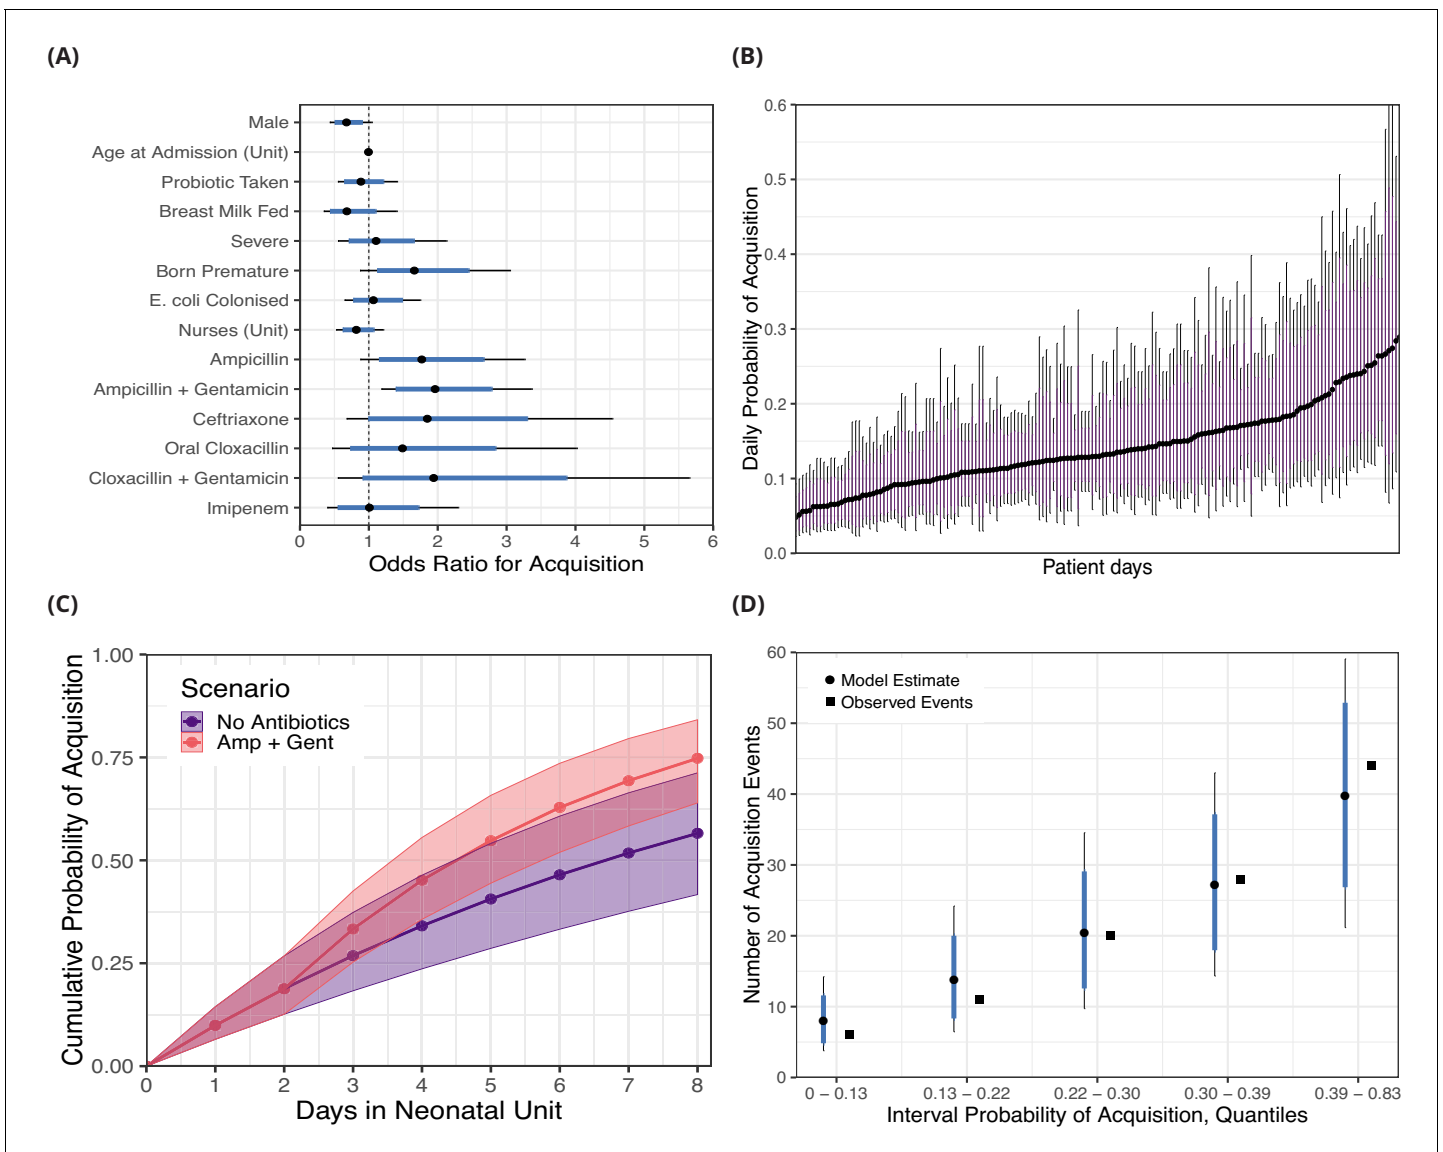 (A)
Male
Age at Admission (Unit)
Probiotic Taken
Breast Milk Fed
Severe
Born Premature
E. coli Colonised
Nurses (Unit)
Ampicillin
Ampicillin + Gentamicin
Ceftriaxone
Oral Cloxacillin
Cloxacillin + Gentamicin
Imipenem
0 1 2 3 4 5 6
Odds Ratio for Acquisition
(B)
Daily Probability of Acquisition
0.6
0.5
0.4
0.3
0.2
0.1
0.0
Patient days
(C)
Cumulative Probability of Acquisition
1.00
0.75
0.50
0.25
0.00
Scenario
No Antibiotics
Amp + Gent
0 1 2 3 4 5 6 7 8
Days in Neonatal Unit
(D)
Number of Acquisition Events
60
50
40
30
20
10
0
Model Estimate
Observed Events
0 – 0.13 0.13 – 0.22 0.22 – 0.30 0.30 – 0.39 0.39 – 0.83
Interval Probability of Acquisition, Quantiles